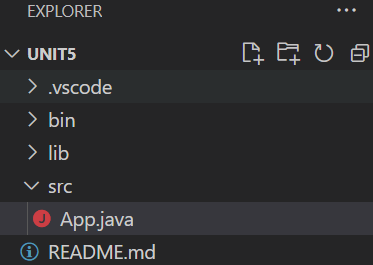 EXPLORER
UNIT5
.vscode
bin
lib
src
App.java
README.md